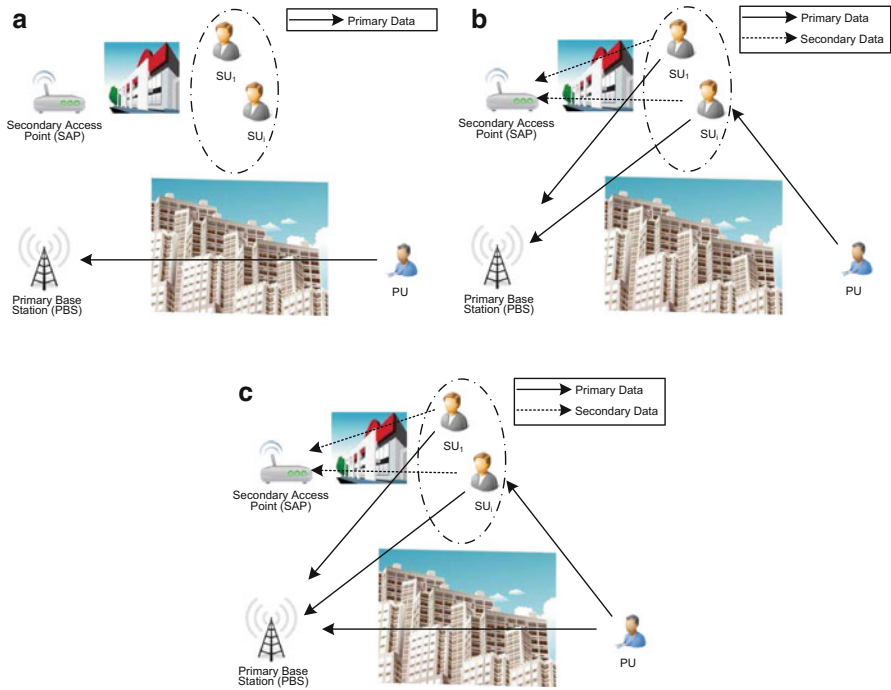 a
Primary Data
SU1
SUi
Secondary Access
Point (SAP)
Primary Base
Station (PBS)
PU
b
Primary Data
Secondary Data
SU1
SUi
Secondary Access
Point (SAP)
Primary Base
Station (PBS)
PU
c
Primary Data
Secondary Data
SU1
SUi
Secondary Access
Point (SAP)
Primary Base
Station (PBS)
PU